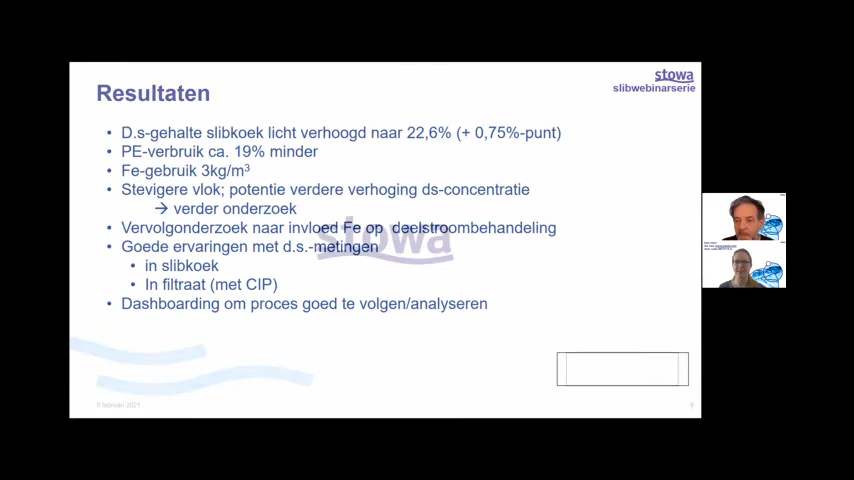 stowa
slibwebinarserie
Resultaten
• D.s-gehalte slibkoek licht verhoogd naar 22,6% (+ 0,75%-punt)
• PE-verbruik ca. 19% minder
• Fe-gebruik 3kg/m³
• Stevigere vlok; potentie verdere verhoging ds-concentratie
→ verder onderzoek
• Vervolgonderzoek naar invloed Fe op deelstroombehandeling
stowa
• Goede ervaringen met d.s.-metingen
• in slibkoek
• In filtraat (met CIP)
• Dashboarding om proces goed te volgen/analyseren
9 februari 2021